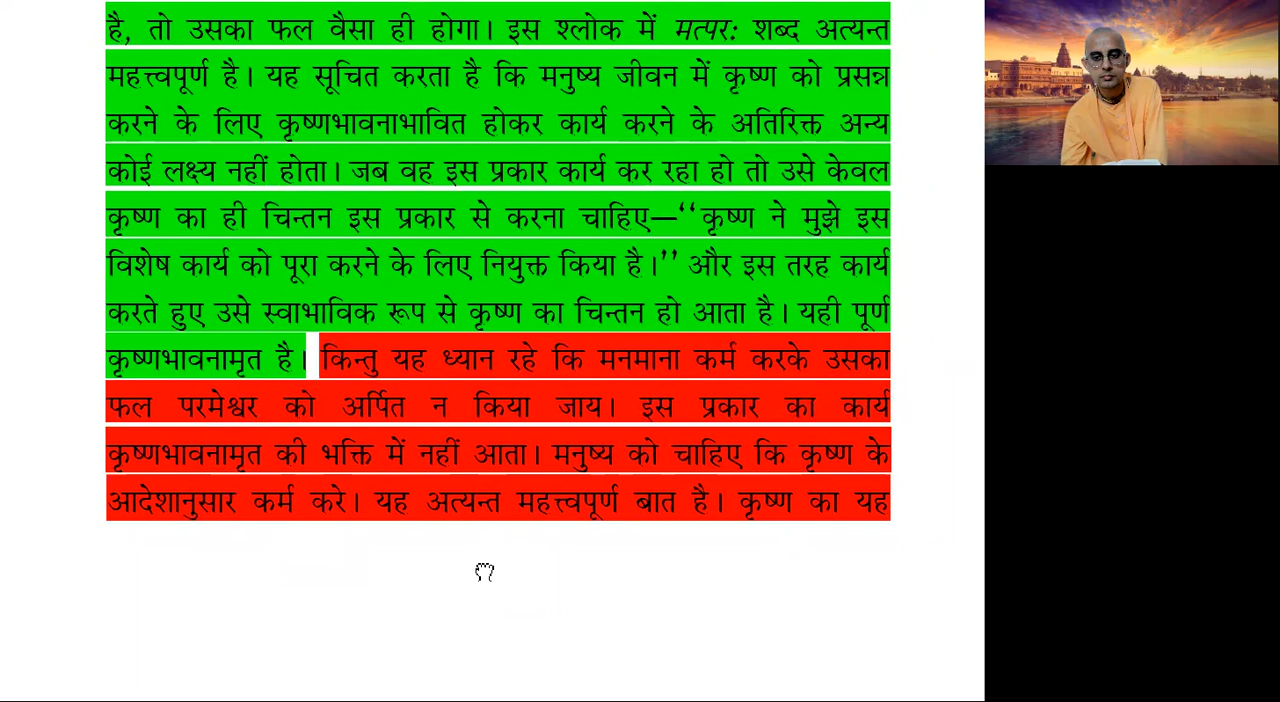 है, तो उसका फल वैसा ही होगा। इस श्लोक में मत्परः शब्द अत्यन्त
महत्त्वपूर्ण है। यह सूचित करता है कि मनुष्य जीवन में कृष्ण को प्रसन्न
करने के लिए कृष्णभावनाभावित होकर कार्य करने के अतिरिक्त अन्य
कोई लक्ष्य नहीं होता। जब वह इस प्रकार कार्य कर रहा हो तो उसे केवल
कृष्ण का ही चिन्तन इस प्रकार से करना चाहिए—‘‘कृष्ण ने मुझे इस
विशेष कार्य को पूरा करने के लिए नियुक्त किया है।’’ और इस तरह कार्य
करते हुए उसे स्वाभाविक रूप से कृष्ण का चिन्तन हो आता है। यही पूर्ण
कृष्णभावनामृत है। किन्तु यह ध्यान रहे कि मनमाना कर्म करके उसका
फल परमेश्वर को अर्पित न किया जाय। इस प्रकार का कार्य
कृष्णभावनामृत की भक्ति में नहीं आता। मनुष्य को चाहिए कि कृष्ण के
आदेशानुसार कर्म करे। यह अत्यन्त महत्त्वपूर्ण बात है। कृष्ण का यह